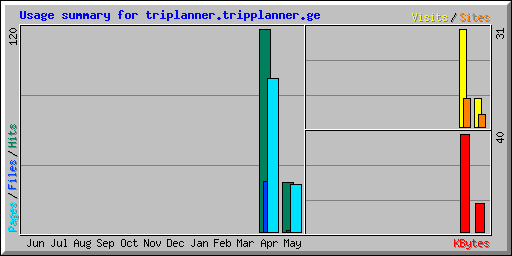 Usage summary for triplanner.tripplanner.ge
Visits / Sites
120
31
Pages / Files / Hits
40
Jun Jul Aug Sep Oct Nov Dec Jan Feb Mar Apr May
KBytes